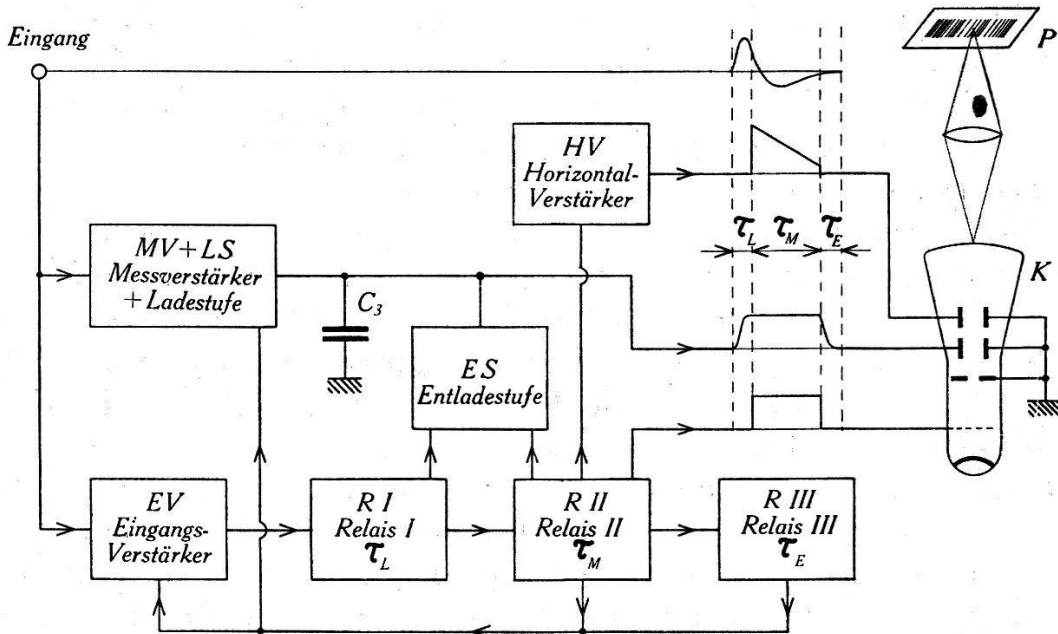 Eingang
P
HV
Horizontal-
Verstärker
τL τM τE
MV+LS
Messverstärker
+ Ladestufe
C3
K
ES
Entladestufe
EV
Eingangs-
Verstärker
R I
Relais I
τL
R II
Relais II
τM
R III
Relais III
τE